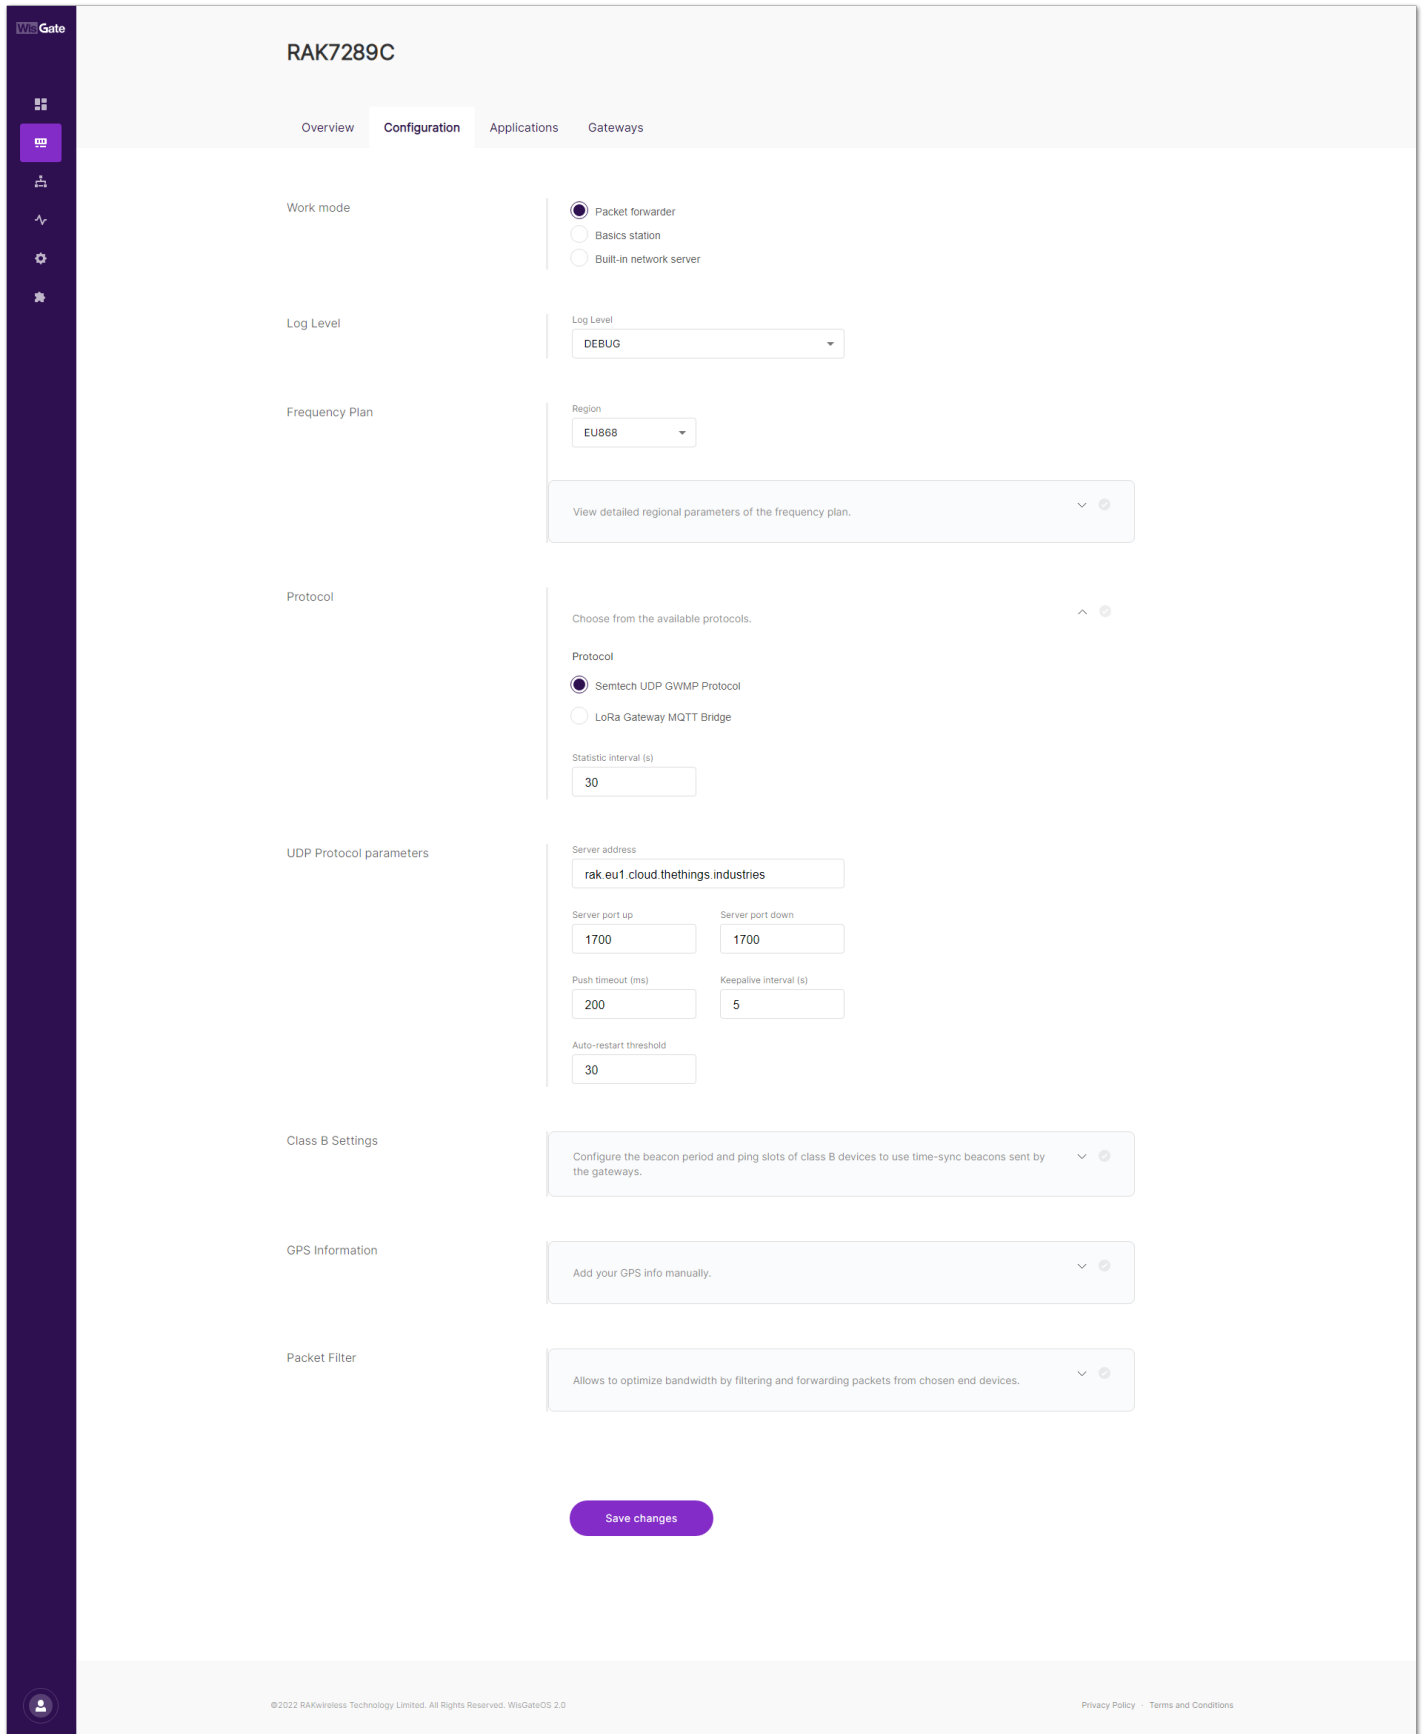 WisGate
RAK7289C
Overview Configuration Applications Gateways
Work mode
Packet forwarder
Basics station
Built-in network server
Log Level
Log Level
DEBUG
Frequency Plan
Region
EU868
View detailed regional parameters of the frequency plan.
Protocol
Choose from the available protocols.
Protocol
Semtech UDP GWMP Protocol
LoRa Gateway MQTT Bridge
Statistic interval (s)
30
UDP Protocol parameters
Server address
rak.eu1.cloud.thethings.industries
Server port up Server port down
1700 1700
Push timeout (ms) Keepalive interval (s)
200 5
Auto-restart threshold
30
Class B Settings
Configure the beacon period and ping slots of class B devices to use time-sync beacons sent by
the gateways.
GPS Information
Add your GPS info manually.
Packet Filter
Allows to optimize bandwidth by filtering and forwarding packets from chosen end devices.
Save changes
©2022 RAKwireless Technology Limited. All Rights Reserved. WisGateOS 2.0 Privacy Policy · Terms and Conditions